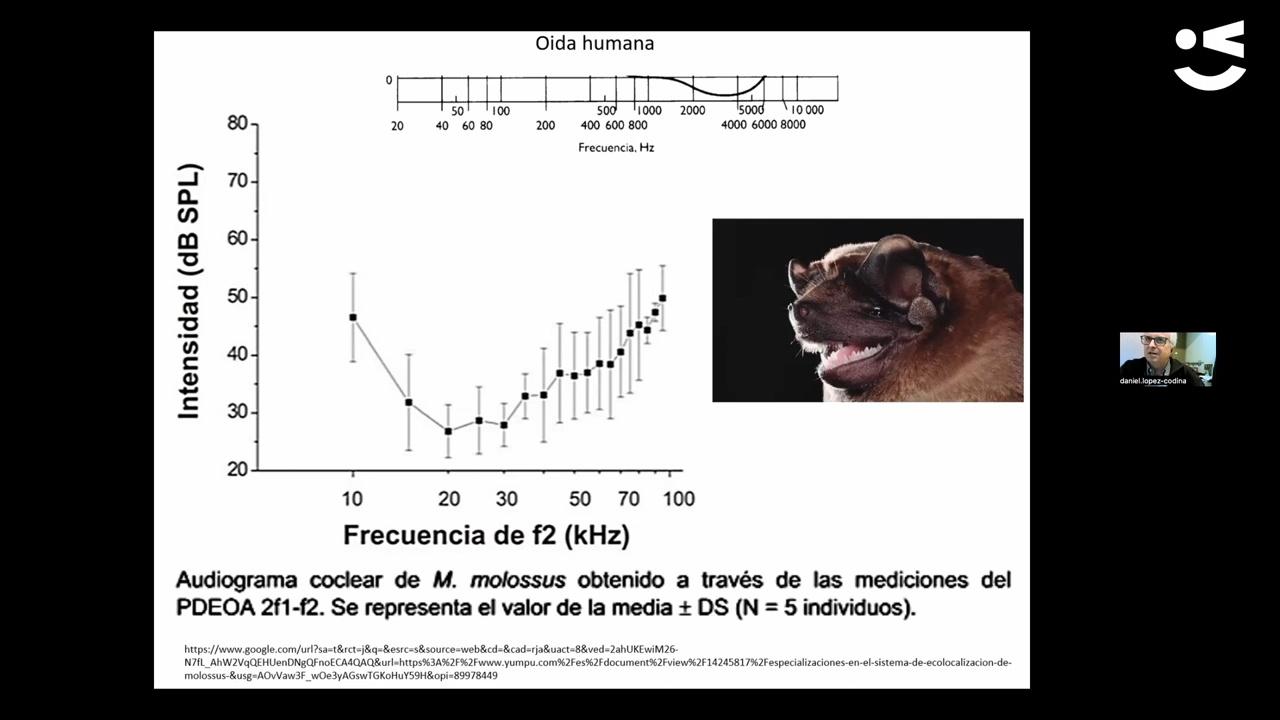 Oida humana
0
50 100 500 1000 2000 5000 10 000
20 40 60 80 200 400 600 800 4000 6000 8000
Frecuencia, Hz
Intensidad (dB SPL)
80
70
60
50
40
30
20
10 20 30 50 70 100
Frecuencia de f2 (kHz)
Audiograma coclear de M. molossus obtenido a través de las mediciones del
PDEOA 2f1-f2. Se representa el valor de la media ± DS (N = 5 individuos).
https://www.google.com/url?sa=t&rct=j&q=&esrc=s&source=web&cd=&cad=rja&uact=8&ved=2ahUKEwiM26-
N7fL_AhW2VqQEHUenDNgQFnoECA4QAQ&url=https%3A%2F%2Fwww.yumpu.com%2Fes%2Fdocument%2Fview%2F14245817%2Fespecializaciones-en-el-sistema-de-ecolocalizacion-de-
molossus-&usg=AOvVaw3F_wOe3yAGswTGKoHuY59H&opi=89978449
daniel.lopez-codina